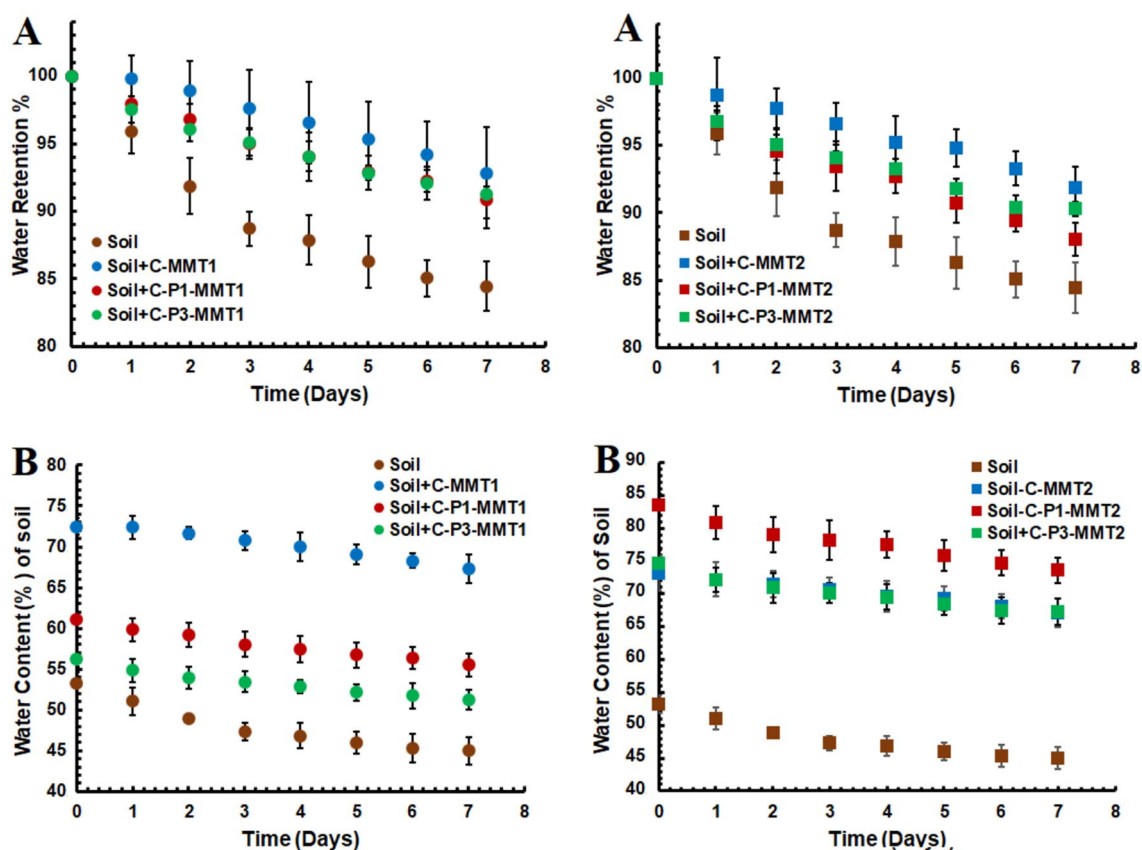 A
Water Retention %
100
95
90
85
80
Soil
Soil+C-MMT1
Soil+C-P1-MMT1
Soil+C-P3-MMT1
0 1 2 3 4 5 6 7 8
Time (Days)
A
Water Retention %
100
95
90
85
80
Soil
Soil+C-MMT2
Soil+C-P1-MMT2
Soil+C-P3-MMT2
0 1 2 3 4 5 6 7 8
Time (Days)
B
Water Content (% ) of soil
80
75
70
65
60
55
50
45
40
Soil
Soil+C-MMT1
Soil+C-P1-MMT1
Soil+C-P3-MMT1
0 1 2 3 4 5 6 7 8
Time (Days)
B
Water Content (%) of soil
90
85
80
75
70
65
60
55
50
45
40
Soil
Soil-C-MMT2
Soil-C-P1-MMT2
Soil+C-P3-MMT2
0 1 2 3 4 5 6 7 8
Time (Days)